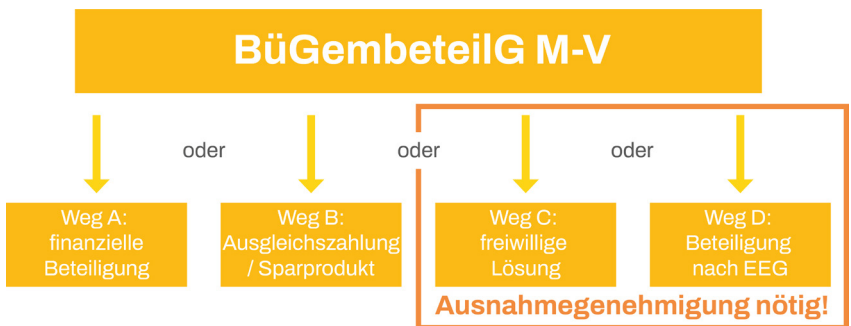 BüGembeteilG M-V
oder
oder
oder
Weg A:
finanzielle
Beteiligung
Weg B:
Ausgleichszahlung
/ Sparprodukt
Weg C:
freiwillige
Lösung
Weg D:
Beteiligung
nach EEG
Ausnahmegenehmigung nötig!